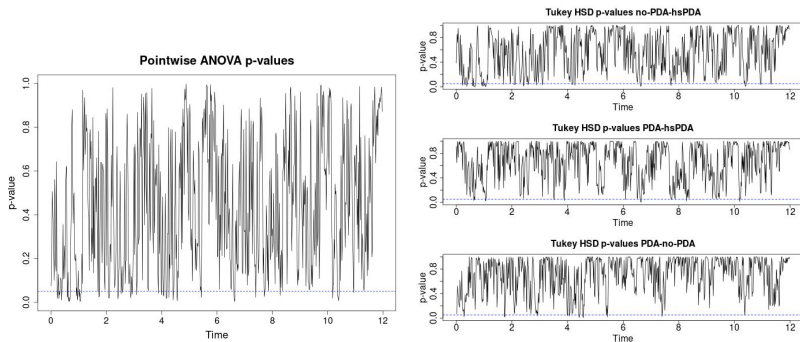 Pointwise ANOVA p-values
p-value
0.0 0.2 0.4 0.6 0.8 1.0
0 2 4 6 8 10 12
Time
Tukey HSD p-values no-PDA-hsPDA
p-value
0.0 0.4 0.8
0 2 4 6 8 10 12
Time
Tukey HSD p-values PDA-hsPDA
p-value
0.0 0.4 0.8
0 2 4 6 8 10 12
Time
Tukey HSD p-values PDA-no-PDA
p-value
0.0 0.4 0.8
0 2 4 6 8 10 12
Time